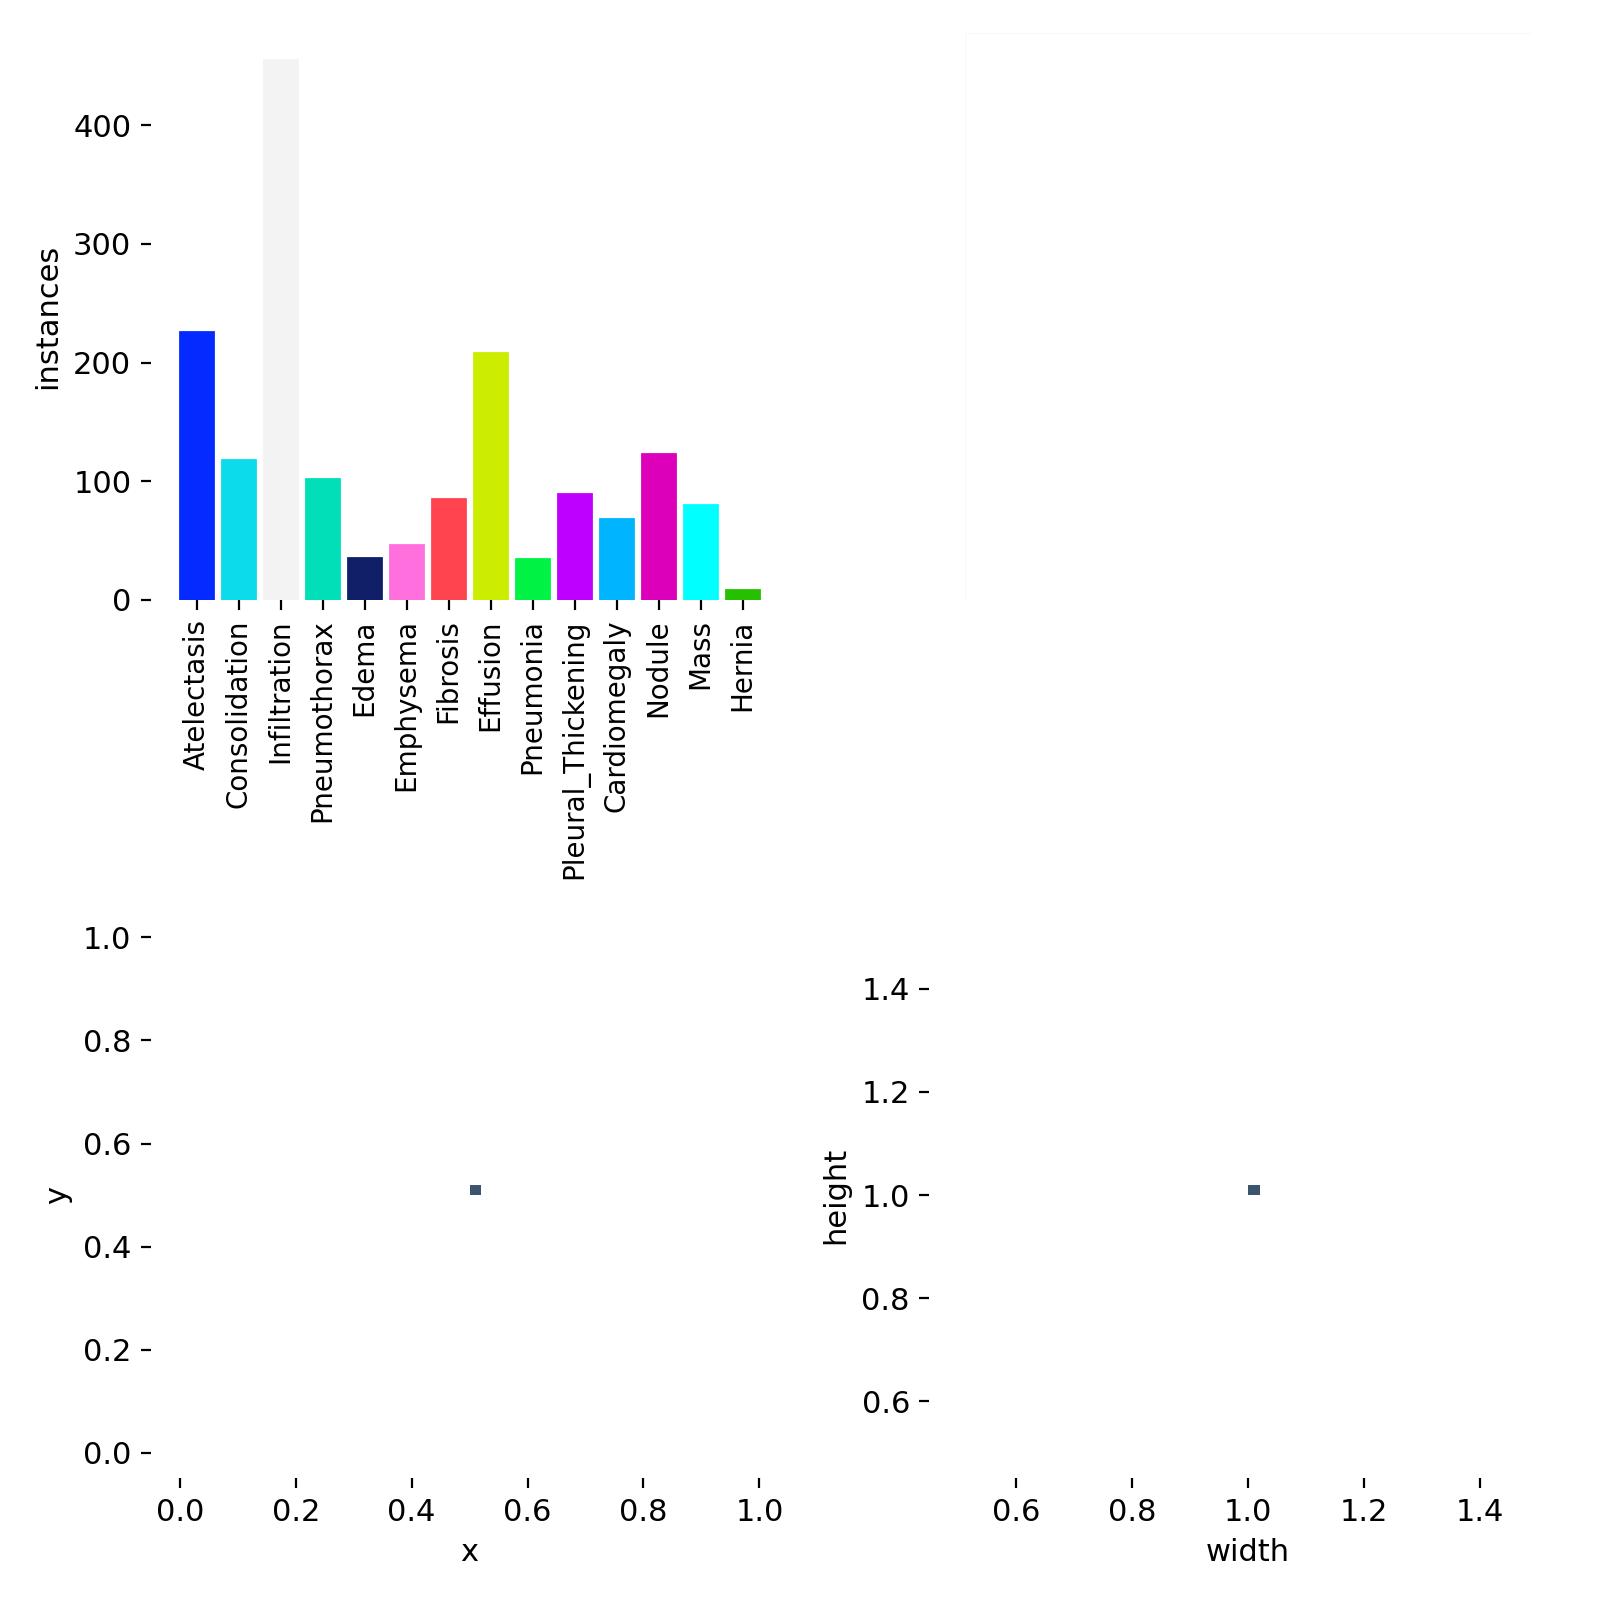 instances
400
300
200
100
0
Atelectasis
Consolidation
Infiltration
Pneumothorax
Edema
Emphysema
Fibrosis
Effusion
Pneumonia
Pleural_Thickening
Cardiomegaly
Nodule
Mass
Hernia
y
1.0
0.8
0.6
0.4
0.2
0.0
0.0 0.2 0.4 0.6 0.8 1.0
x
height
1.4
1.2
1.0
0.8
0.6
0.6 0.8 1.0 1.2 1.4
width